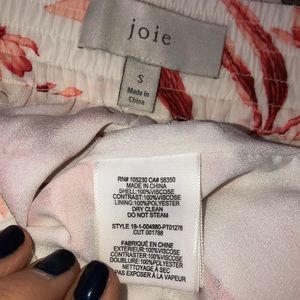 joie
S
Made in
China
RN# 105230 CA# 58350
MADE IN CHINA
SHELL:100%VISCOSE
CONTRAST:100%VISCOSE
LINING:100%POLYESTER
DRY CLEAN
DO NOT STEAM
STYLE 19-1-004980-PT01276
CUT 001768
FABRIQUÉ EN CHINE
EXTÉRIEUR:100%VISCOSE
CONTRASTE:100%VISCOSE
DOUBLURE 100%POLYESTER
NETTOYAGE À SEC
PAS EXPOSER À LA VAPEUR